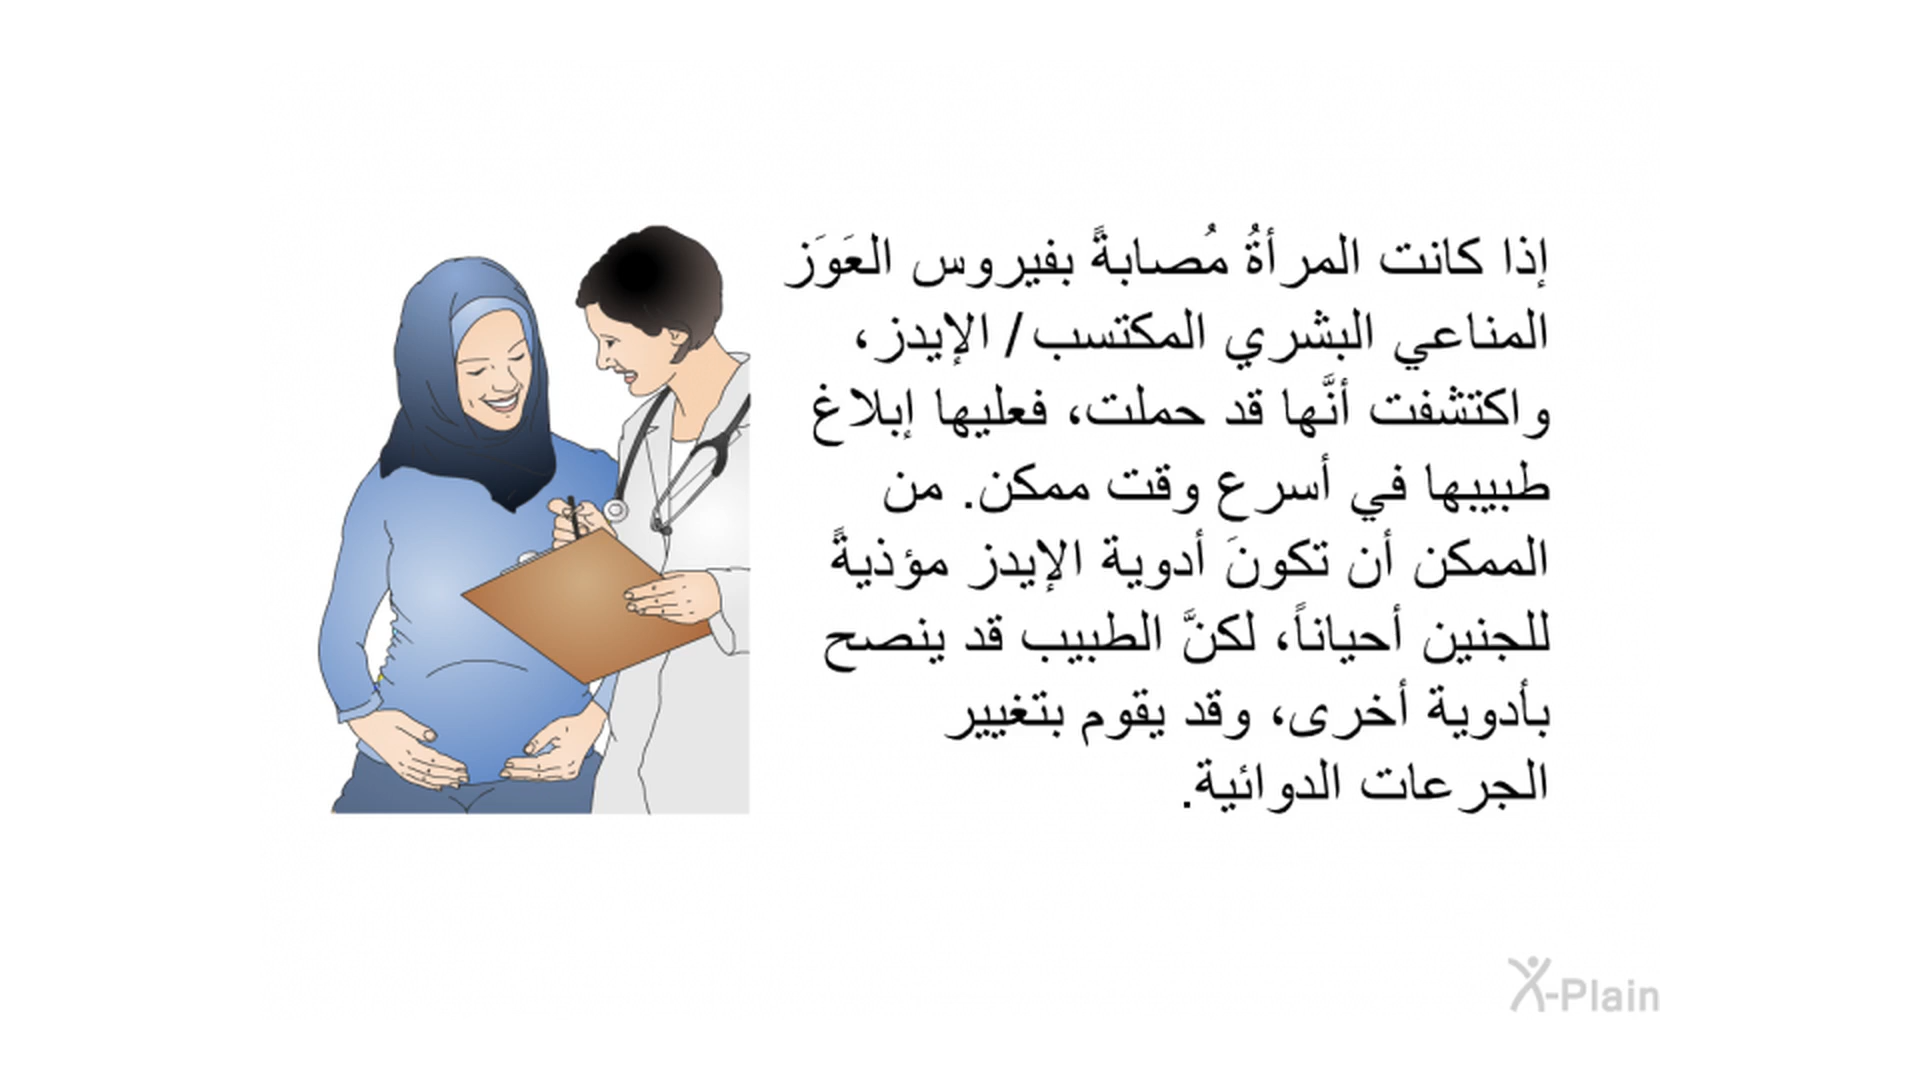 إذا كانت المرأةُ مُصابةً بفيروس العَوَز
المناعي البشري المكتسب/ الإيدز،
واكتشفت أنَّها قد حملت، فعليها إبلاغ
طبيبها في أسرع وقت ممكن. من
الممكن أن تكونَ أدوية الإيدز مؤذيةً
للجنين أحياناً، لكنَّ الطبيب قد ينصح
بأدوية أخرى، وقد يقوم بتغيير
الجرعات الدوائية.
X-Plain